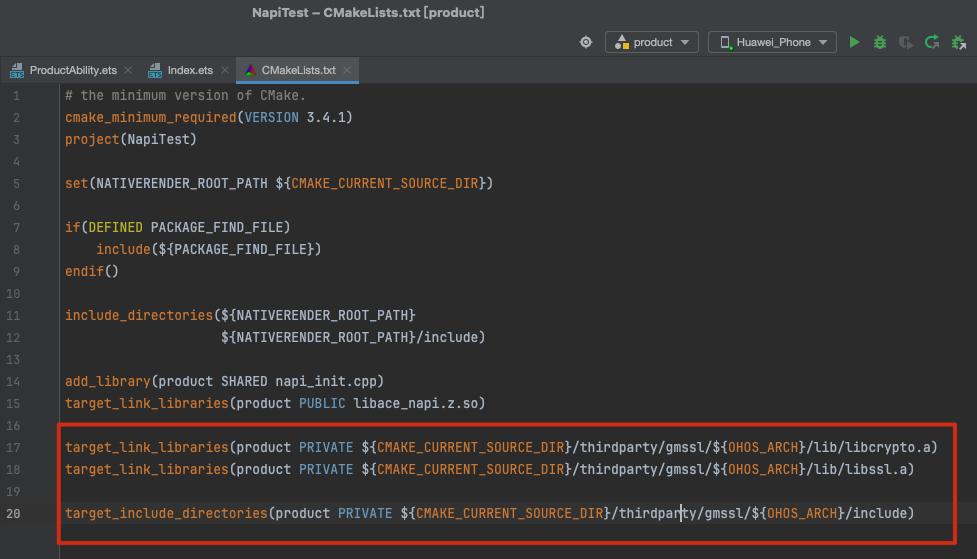 NapiTest – CMakeLists.txt [product]
product Huawei_Phone
ProductAbility.ets Index.ets CMakeLists.txt
1 # the minimum version of CMake.
2 cmake_minimum_required(VERSION 3.4.1)
3 project(NapiTest)
4
5 set(NATIVERENDER_ROOT_PATH ${CMAKE_CURRENT_SOURCE_DIR})
6
7 if(DEFINED PACKAGE_FIND_FILE)
8     include(${PACKAGE_FIND_FILE})
9 endif()
10
11 include_directories(${NATIVERENDER_ROOT_PATH}
12                     ${NATIVERENDER_ROOT_PATH}/include)
13
14 add_library(product SHARED napi_init.cpp)
15 target_link_libraries(product PUBLIC libace_napi.z.so)
16
17 target_link_libraries(product PRIVATE ${CMAKE_CURRENT_SOURCE_DIR}/thirdparty/gmssl/${OHOS_ARCH}/lib/libcrypto.a)
18 target_link_libraries(product PRIVATE ${CMAKE_CURRENT_SOURCE_DIR}/thirdparty/gmssl/${OHOS_ARCH}/lib/libssl.a)
19
20 target_include_directories(product PRIVATE ${CMAKE_CURRENT_SOURCE_DIR}/thirdparty/gmssl/${OHOS_ARCH}/include)